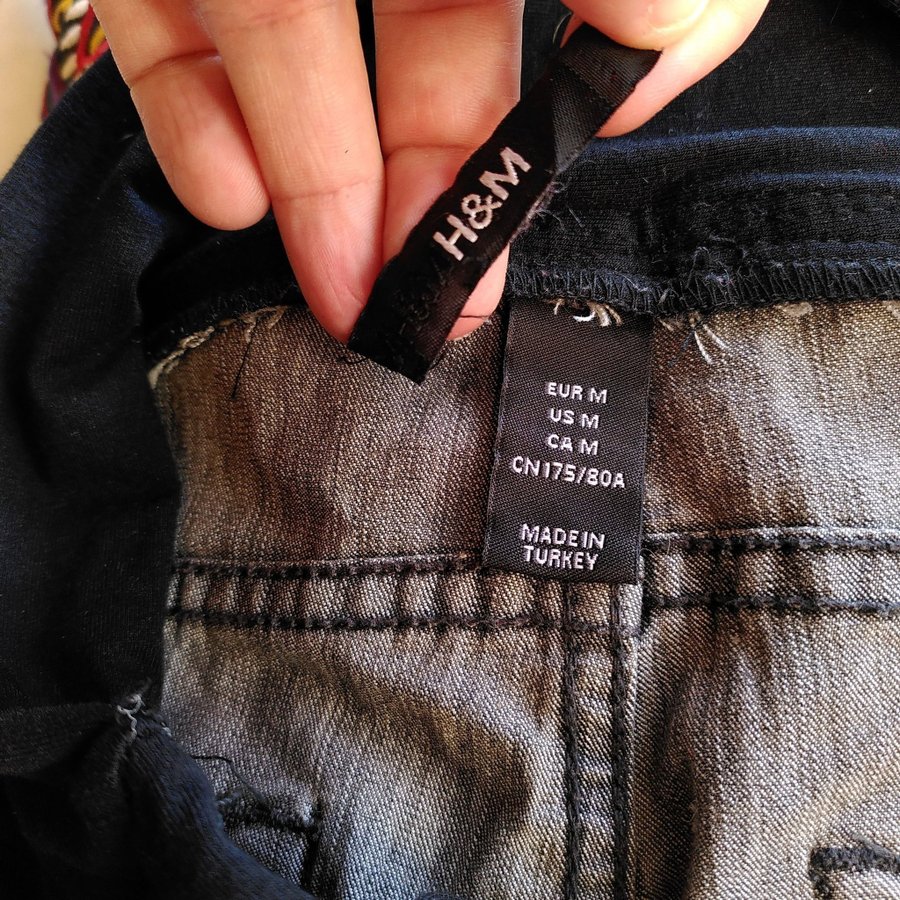 H&M
EUR M
US M
CA M
CN175/80A
MADE IN
TURKEY